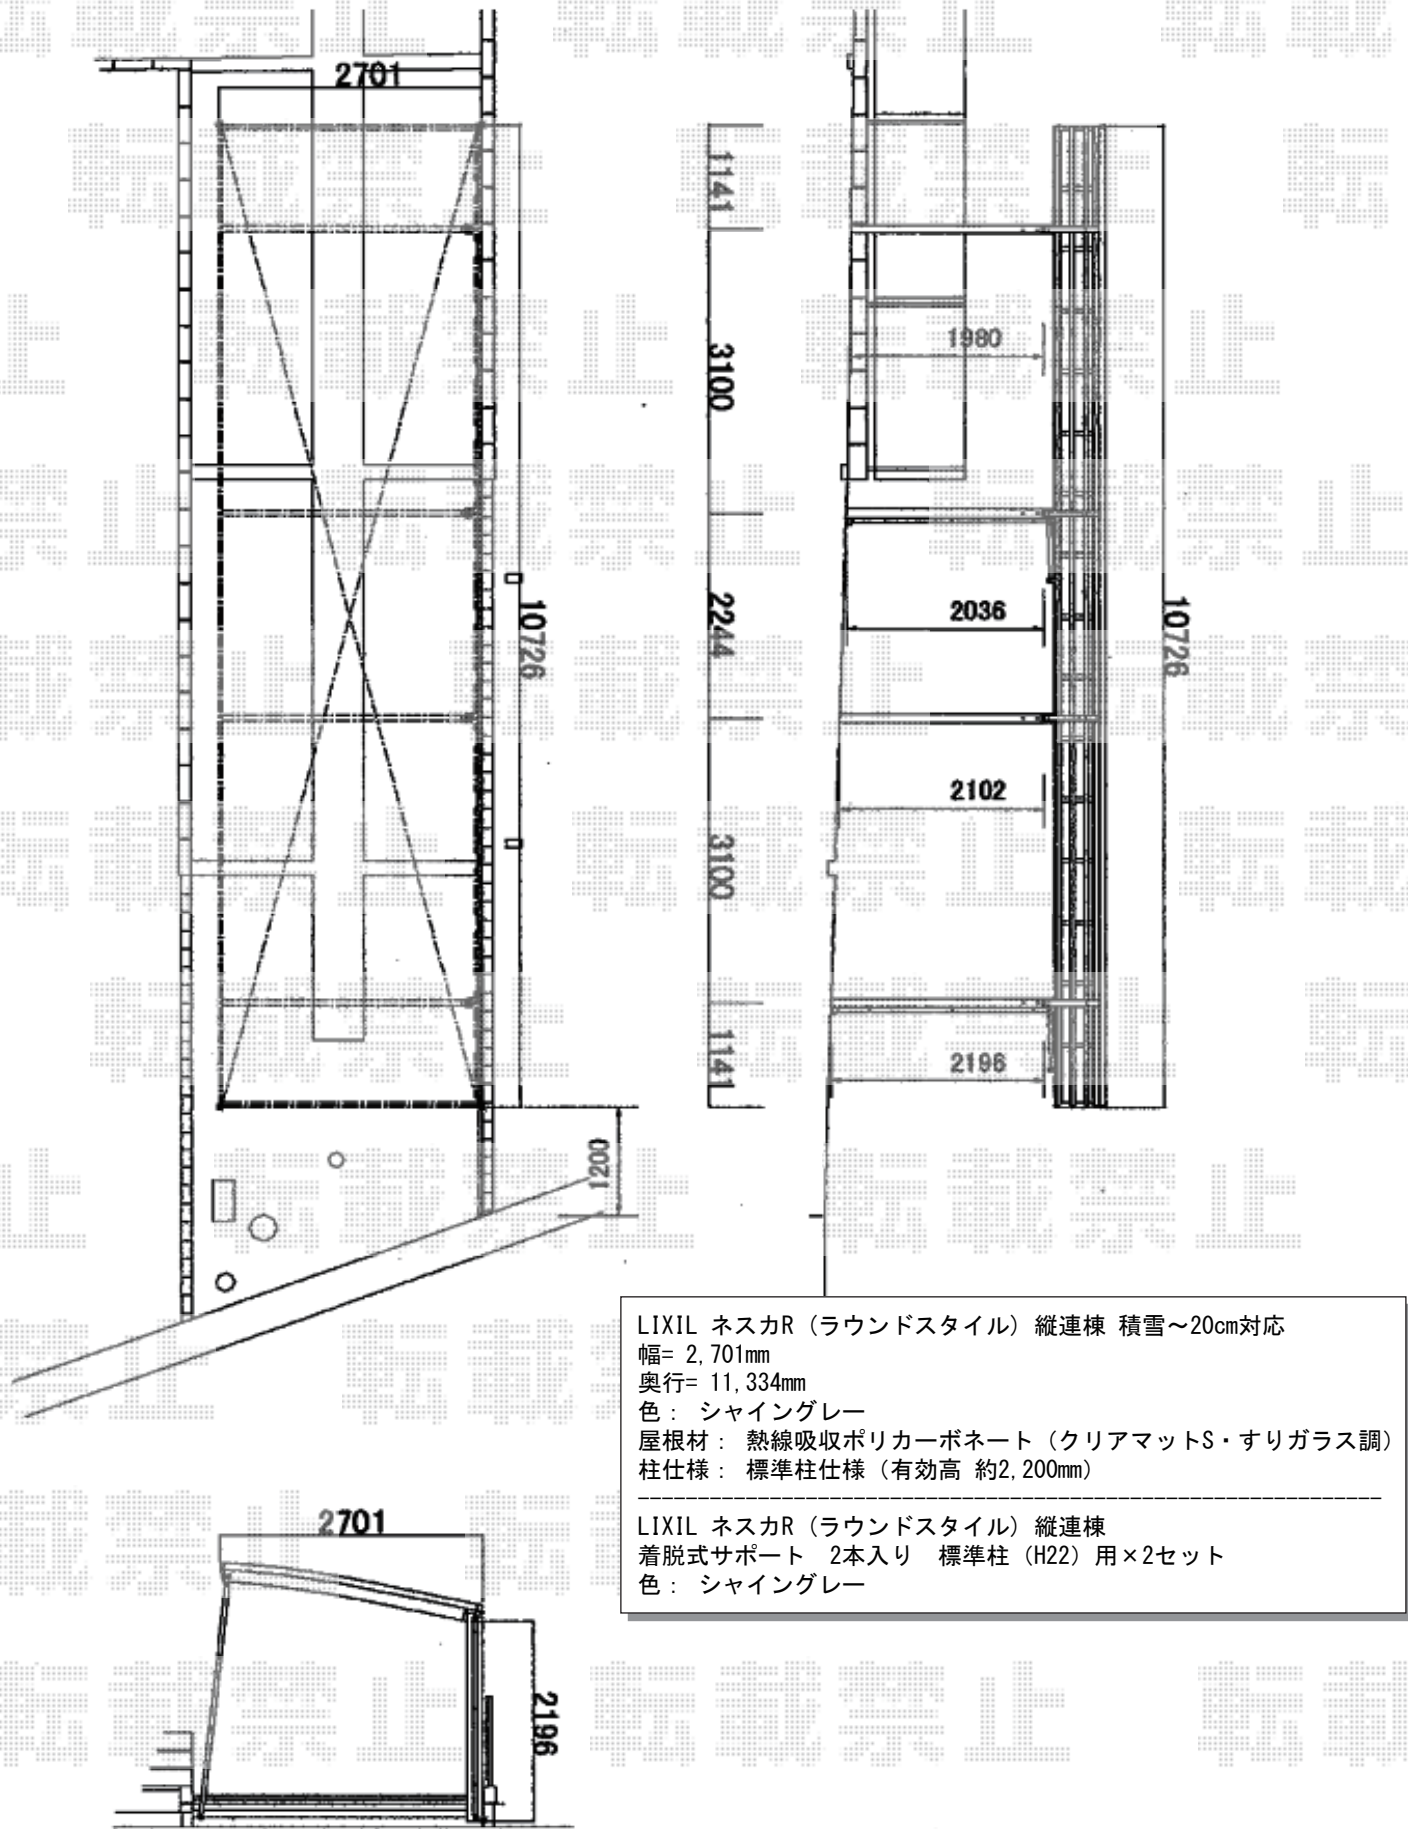 2701
1141
3100
1980
10726
2244
2036
10726
2102
3100
2196
1141
1200
LIXIL ネスカR（ラウンドスタイル）縦連棟 積雪～20cm対応
幅= 2,701mm
奥行= 11,334mm
色： シャイングレー
屋根材： 熱線吸収ポリカーボネート（クリアマットS・すりガラス調）
柱仕様： 標準柱仕様（有効高 約2,200mm）
LIXIL ネスカR（ラウンドスタイル）縦連棟
着脱式サポート 2本入り 標準柱（H22）用×2セット
色： シャイングレー
2701
2196
転載禁止